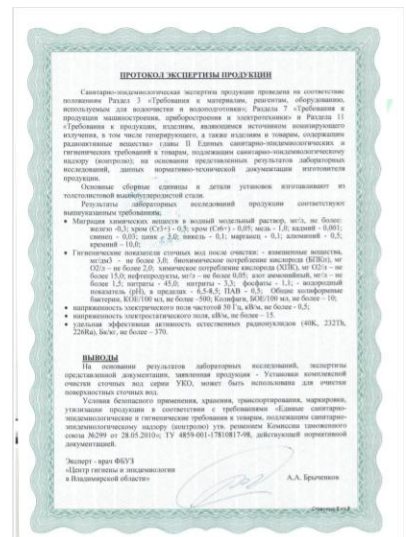 ПРОТОКОЛ ЭКСПЕРТИЗЫ ПРОДУКЦИИ
Санитарно-эпидемиологическая экспертиза продукции проведена на соответствие
положениям Раздел 3 «Требования к материалам, реагентам, оборудованию,
используемым для водоочистки и водоподготовки»; Раздела 7 «Требования к
продукции машиностроения, приборостроения и электротехники» и Раздел 11
«Требования к продукции, изделиям, являющимся источником ионизирующего
излучения, в том числе генерирующего, а также изделиям и товарам, содержащим
радиоактивные вещества» главы II Единых санитарно-эпидемиологических и
гигиенических требований к товарам, подлежащим санитарно-эпидемиологическому
надзору (контролю); на основании представленных результатов лабораторных
исследований, данных нормативно-технической документации изготовителя
продукции.
Основные сборные единицы и детали установок изготавливают из
толстолистовой высокоуглеродистой стали.
Результаты лабораторных исследований продукции соответствуют
вышеуказанным требованиям:
• Миграция химических веществ в водный модельный раствор, мг/л, не более:
железо -0,3; хром (Cr3+) - 0,5; хром (Cr6+) - 0,05; медь - 1,0; кадмий - 0,001;
свинец - 0,03; цинк - 5,0; никель - 0,1; марганец - 0,1; алюминий - 0,5;
кремний – 10,0;
• Гигиенические показатели сточной вод после очистки: - взвешенные вещества,
мг/дм3 - не более 3,0; биохимическое потребление кислорода (БПКп), мг
О2/л – не более 2,0; химическое потребление кислорода (ХПК), мг О2/л – не
более 15,0; нефтепродукты, мг/л – не более 0,05; азот аммонийный, мг/л – не
более 1,5; нитраты - 45,0; нитриты - 3,3; фосфаты - 1,1; - водородный
показатель (рН), в пределах - 6,5-8,5; ПАВ - 0,5; Общие колиформные
бактерии, КОЕ/100 мл, не более -500; Колифаги, БОЕ/100 мл, не более – 10;
• напряженность электрического поля частотой 50 Гц, кВ/м, не более - 0,5;
• напряженность электростатического поля, кВ/м, не более – 15.
• удельная эффективная активность естественных радионуклидов (40K, 232Th,
226Ra), Бк/кг, не более – 370.
ВЫВОДЫ
На основании результатов лабораторных исследований, экспертизы
представленной документации, заявленная продукция - Установки комплексной
очистки сточных вод серии УКО, может быть использована для очистки
поверхностных сточных вод.
Условия безопасного применения, хранения, транспортирования, маркировки,
утилизации продукции в соответствии с требованиями «Единые санитарно-
эпидемиологические и гигиенические требования к товарам, подлежащим санитарно-
эпидемиологическому надзору (контролю) утв. решением Комиссии таможенного
союза №299 от 28.05.2010»; ТУ 4859-001-17810817-98, действующей нормативной
документацией.
Эксперт - врач ФБУЗ
«Центр гигиены и эпидемиологии
в Владимирской области»
А.А. Брыченков